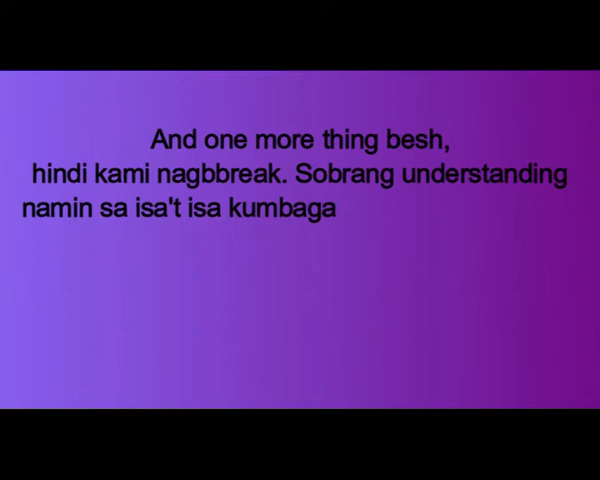 And one more thing besh,
hindi kami nagbbreak. Sobrang understanding
namin sa isa't isa kumbaga